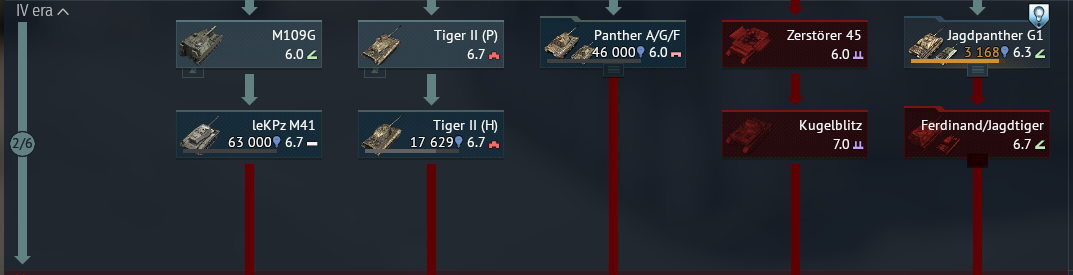 IV era
M109G
6.0
Tiger II (P)
6.7
Panther A/G/F
46 000 6.0
Zerstörer 45
6.0
Jagdpanther G1
3 168 6.3
2/6
leKPz M41
63 000 6.7
Tiger II (H)
17 629 6.7
Kugelblitz
7.0
Ferdinand/Jagdtiger
6.7